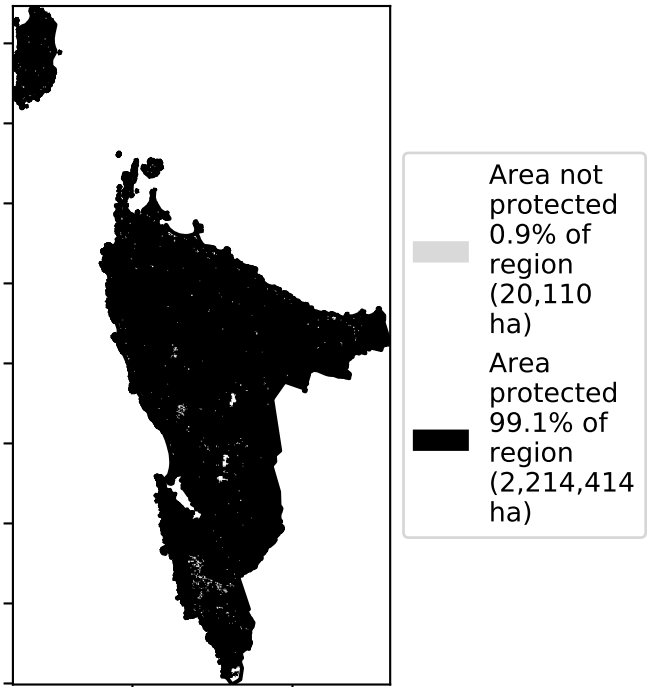 Area not
protected
0.9% of
region
(20,110
ha)
Area
protected
99.1% of
region
(2,214,414
ha)